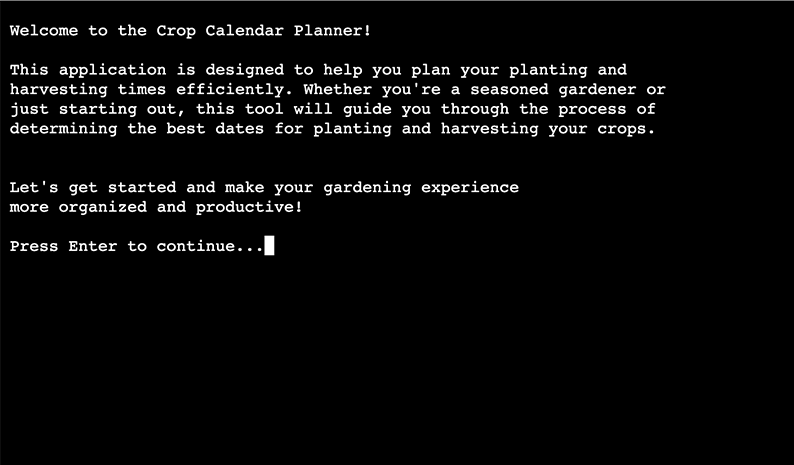 Welcome to the Crop Calendar Planner!
This application is designed to help you plan your planting and
harvesting times efficiently. Whether you're a seasoned gardener or
just starting out, this tool will guide you through the process of
determining the best dates for planting and harvesting your crops.
Let's get started and make your gardening experience
more organized and productive!
Press Enter to continue...